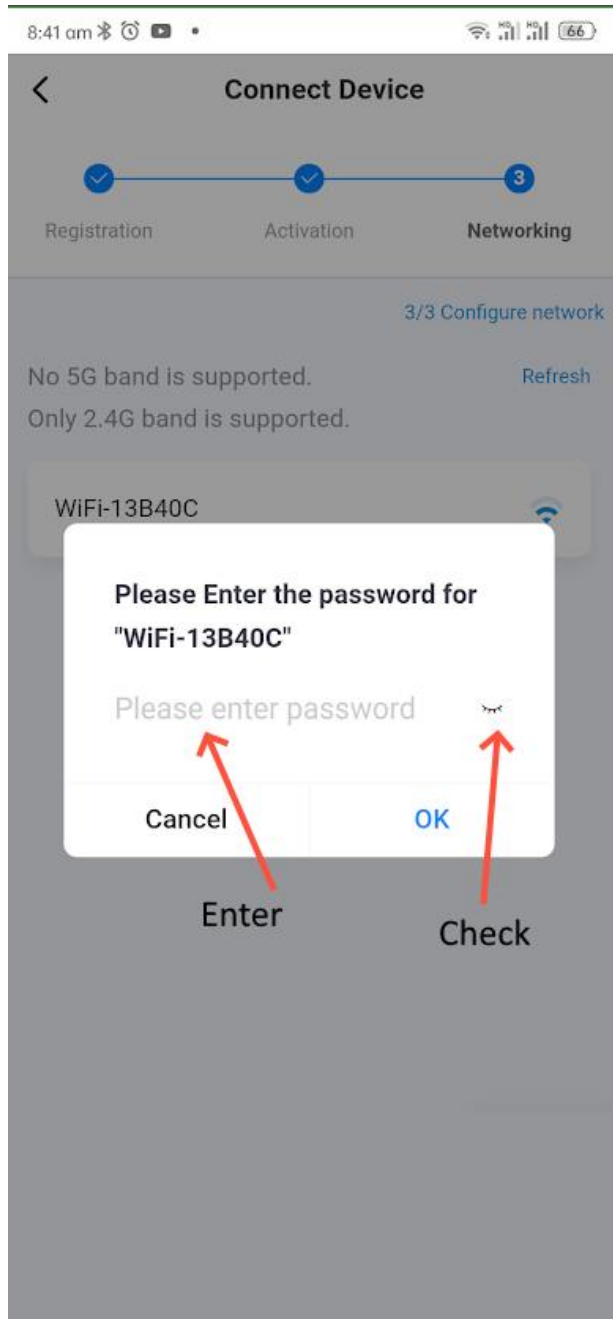 8:41 am 66
Connect Device
3
Registration Activation Networking
3/3 Configure network
No 5G band is supported. Refresh
Only 2.4G band is supported.
WiFi-13B40C
Please Enter the password for
"WiFi-13B40C"
Please enter password
Cancel OK
Enter
Check